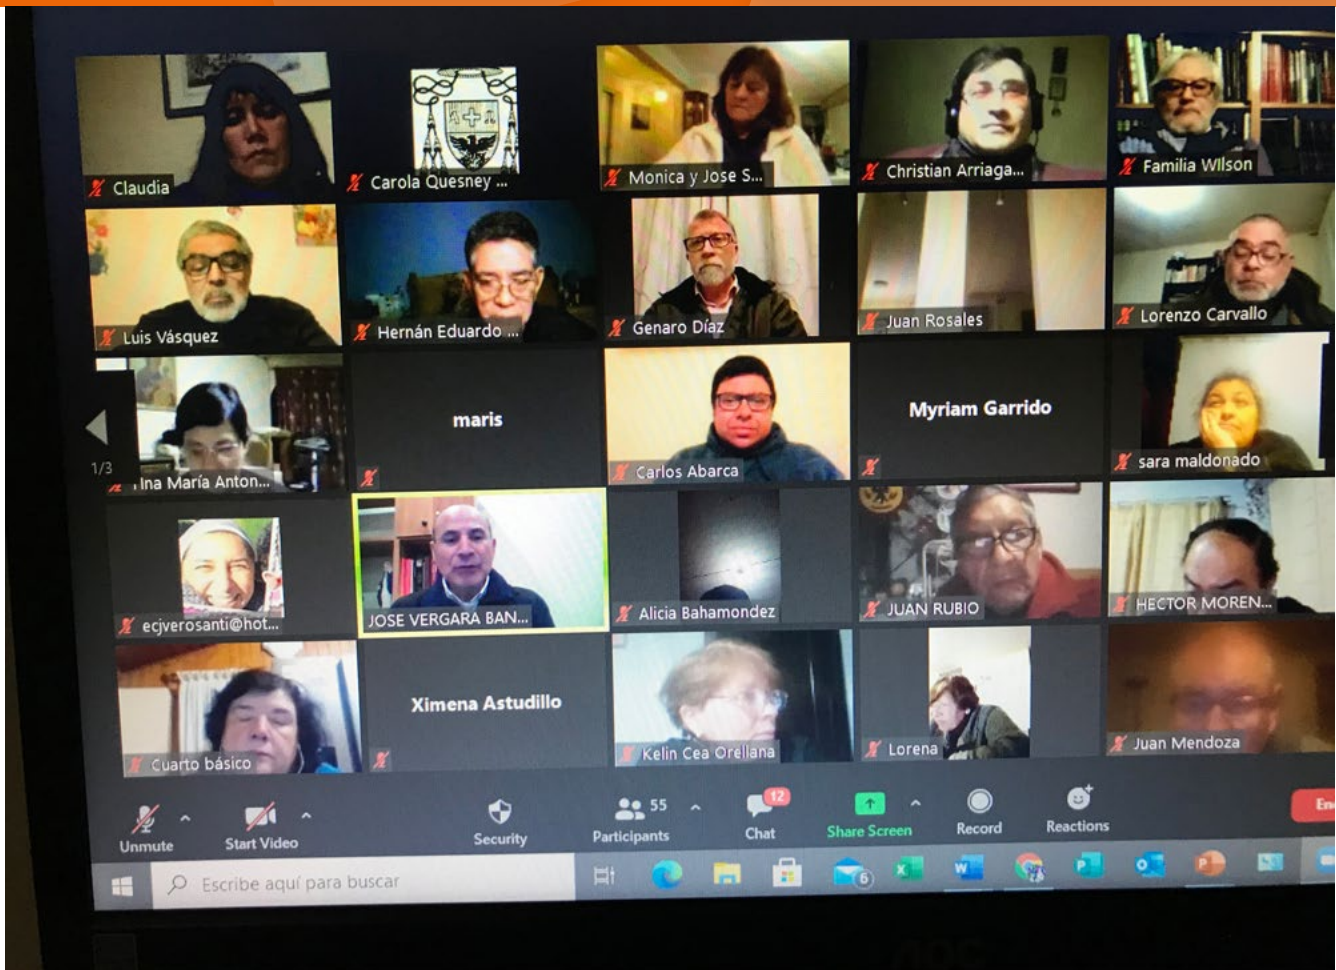 Claudia
Carola Quesney ...
Monica y Jose S...
Christian Arriaga...
Familia WIlson
Luis Vásquez
Hernán Eduardo ...
Genaro Díaz
Juan Rosales
Lorenzo Carvallo
1/3
na María Anton...
maris
Carlos Abarca
Myriam Garrido
sara maldonado
ecjverosanti@hot...
JOSE VERGARA BAN...
Alicia Bahamondez
JUAN RUBIO
HECTOR MOREN...
Cuarto básico
Ximena Astudillo
Kelin Cea Orellana
Lorena
Juan Mendoza
Unmute
Start Video
Security
55
Participants
12
Chat
Share Screen
Record
Reactions
En
Escribe aquí para buscar
6
AOC